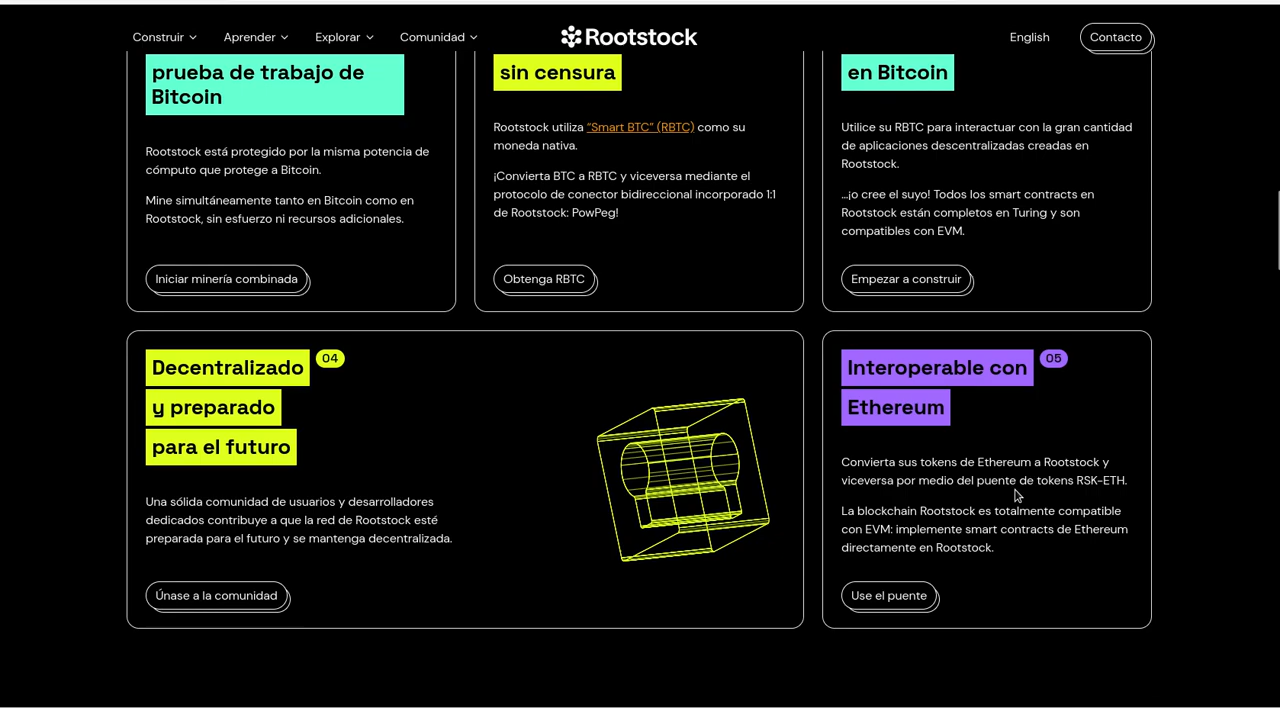 Construir
Aprender
Explorar
Comunidad
Rootstock
English
Contacto
prueba de trabajo de
Bitcoin
Rootstock está protegido por la misma potencia de
cómputo que protege a Bitcoin.
Mine simultáneamente tanto en Bitcoin como en
Rootstock, sin esfuerzo ni recursos adicionales.
Iniciar minería combinada
sin censura
Rootstock utiliza “Smart BTC” (RBTC) como su
moneda nativa.
¡Convierta BTC a RBTC y viceversa mediante el
protocolo de conector bidireccional incorporado 1:1
de Rootstock: PowPeg!
Obtenga RBTC
en Bitcoin
Utilice su RBTC para interactuar con la gran cantidad
de aplicaciones descentralizadas creadas en
Rootstock.
...¡o cree el suyo! Todos los smart contracts en
Rootstock están completos en Turing y son
compatibles con EVM.
Empezar a construir
Decentralizado 04
y preparado
para el futuro
Una sólida comunidad de usuarios y desarrolladores
dedicados contribuye a que la red de Rootstock esté
preparada para el futuro y se mantenga decentralizada.
Únase a la comunidad
Interoperable con 05
Ethereum
Convierta sus tokens de Ethereum a Rootstock y
viceversa por medio del puente de tokens RSK-ETH.
La blockchain Rootstock es totalmente compatible
con EVM: implemente smart contracts de Ethereum
directamente en Rootstock.
Use el puente